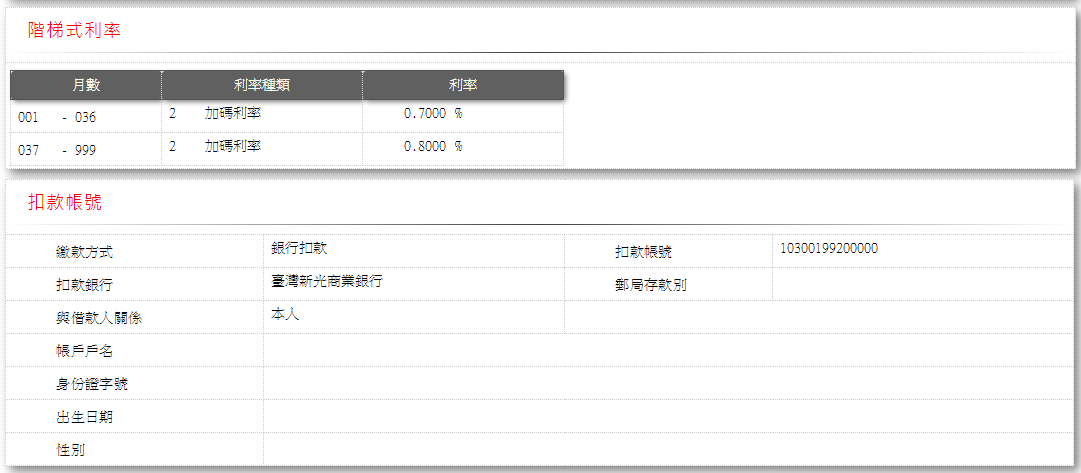 階梯式利率
月數 利率種類 利率
001 - 036 2 加碼利率 0.7000 %
037 - 999 2 加碼利率 0.8000 %
扣款帳號
繳款方式 銀行扣款 扣款帳號 10300199200000
扣款銀行 臺灣新光商業銀行 郵局存款別
與借款人關係 本人
帳戶戶名
身份證字號
出生日期
性別